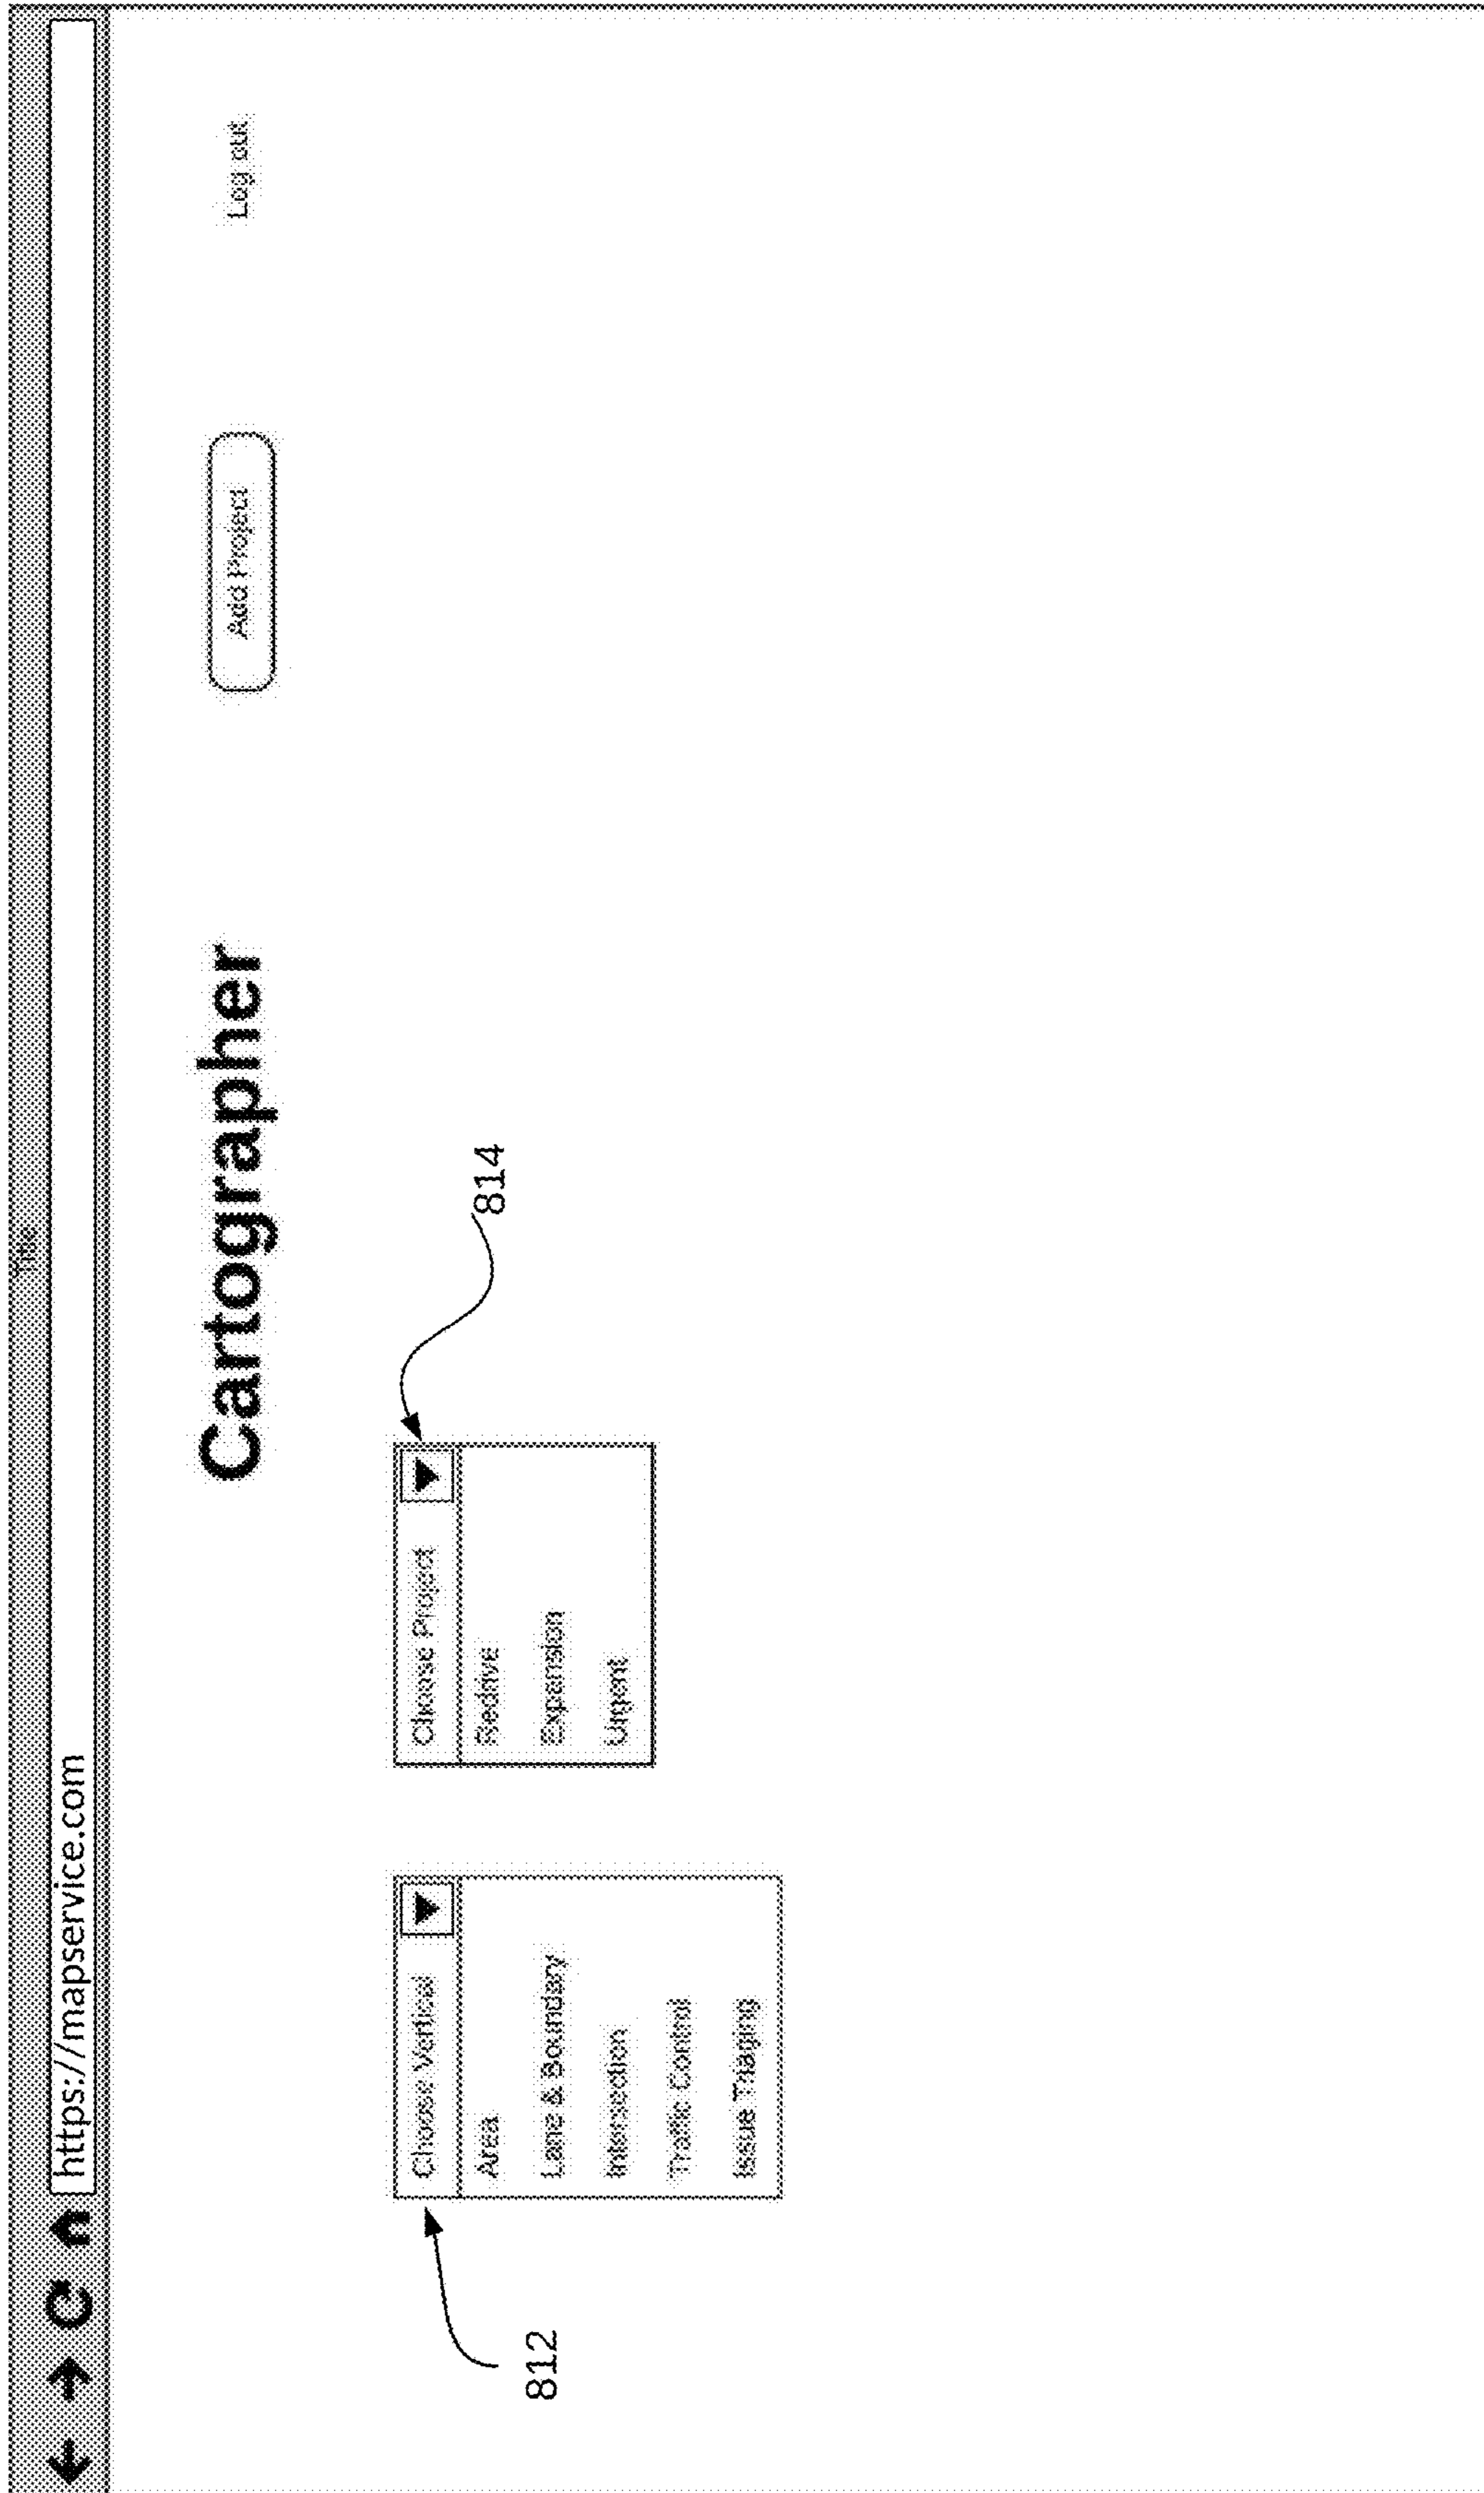 Title
https://mapservice.com
Cartographer
Add Project
Log out
Choose Vertical
Area
Lane & Boundary
Intersection
Traffic Control
Issue Triaging
Choose Project
Redrive
Expansion
Urgent
812
814